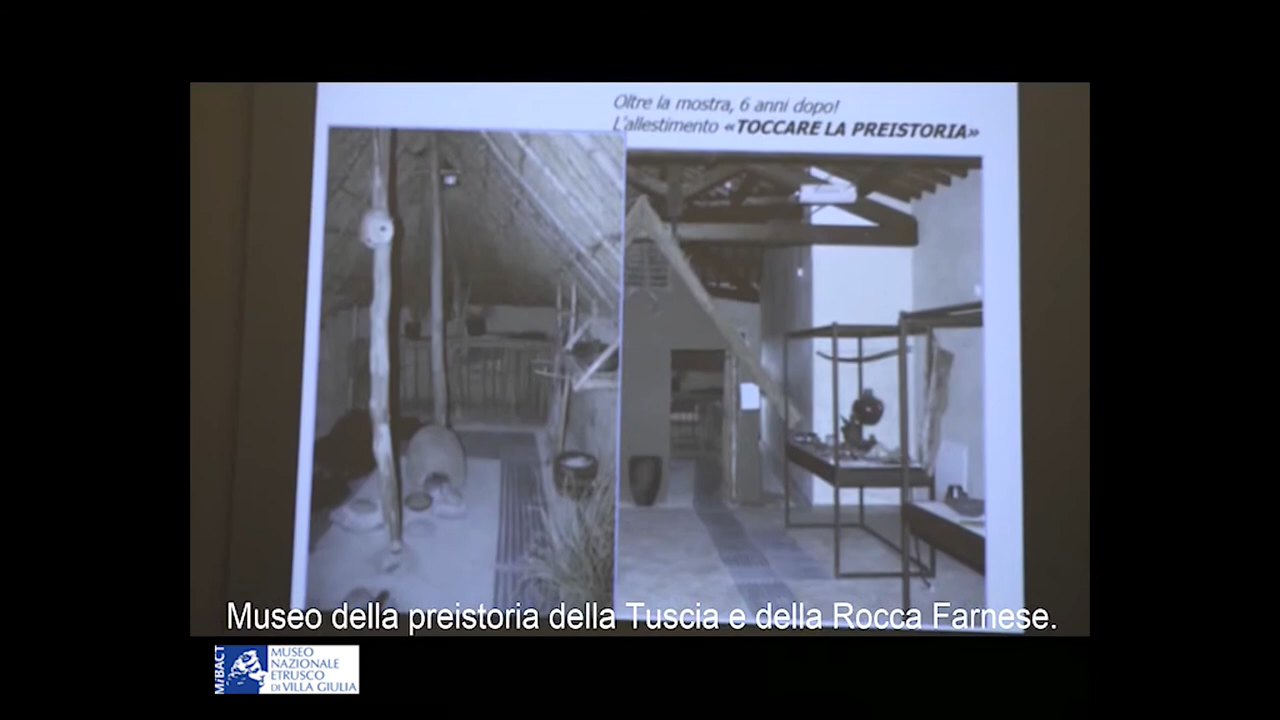 Oltre la mostra, 6 anni dopo!
L'allestimento «TOCCARE LA PREISTORIA»
Museo della preistoria della Tuscia e della Rocca Farnese.
MiBACT
MUSEO
NAZIONALE
ETRUSCO
DI VILLA GIULIA